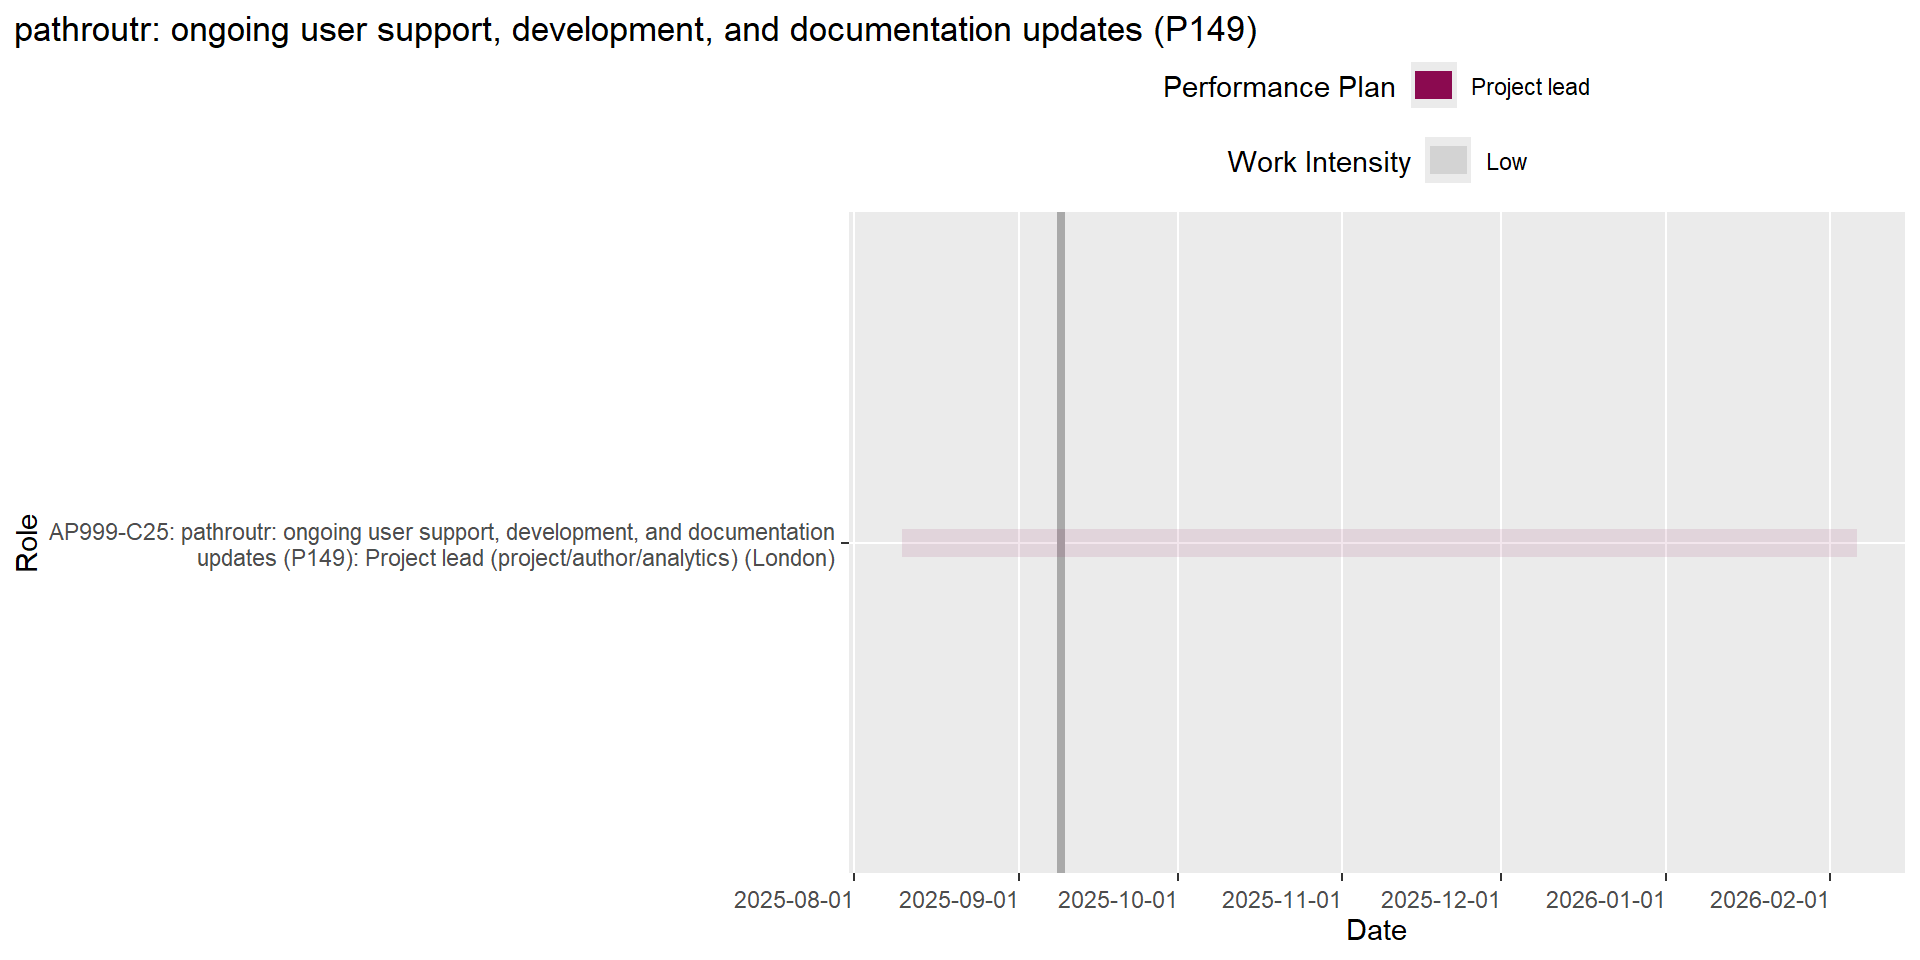 pathroutr: ongoing user support, development, and documentation updates (P149)
Performance Plan
Project lead
Work Intensity
Low
Role
AP999-C25: pathroutr: ongoing user support, development, and documentation
updates (P149): Project lead (project/author/analytics) (London)
2025-08-01
2025-09-01
2025-10-01
2025-11-01
2025-12-01
2026-01-01
2026-02-01
Date